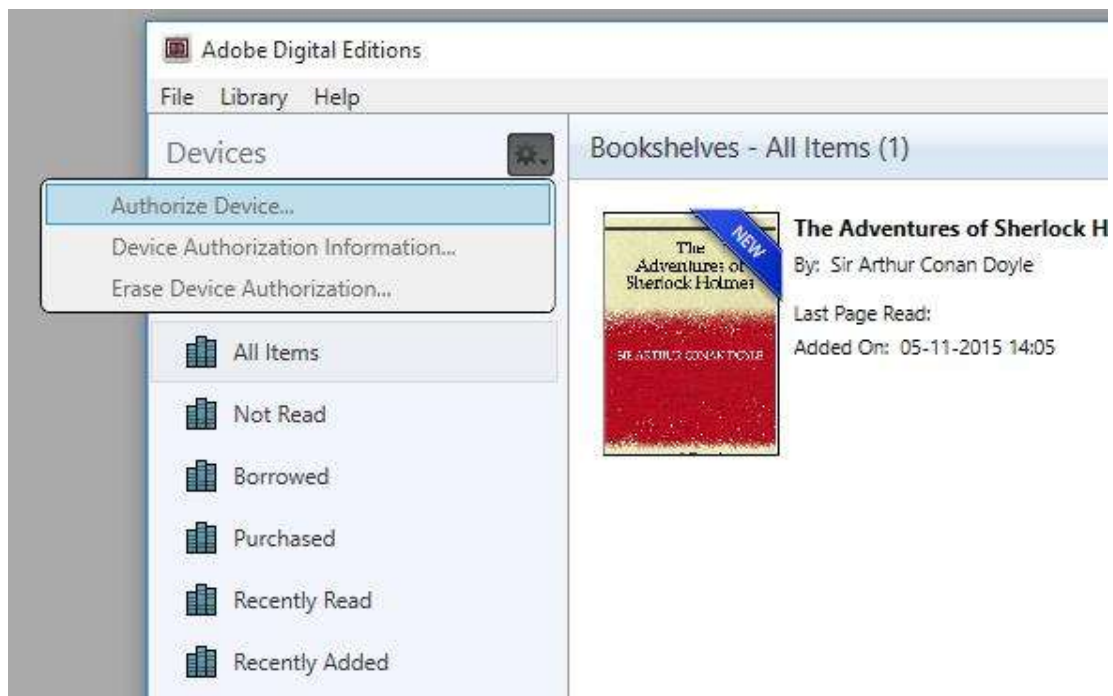 Adobe Digital Editions
File Library Help
Devices
Bookshelves - All Items (1)
Authorize Device...
Device Authorization Information...
Erase Device Authorization...
All Items
Not Read
Borrowed
Purchased
Recently Read
Recently Added
The
Adventures of
Sherlock Holmes
NEW
SIR ARTHUR CONAN DOYLE
The Adventures of Sherlock H
By: Sir Arthur Conan Doyle
Last Page Read:
Added On: 05-11-2015 14:05